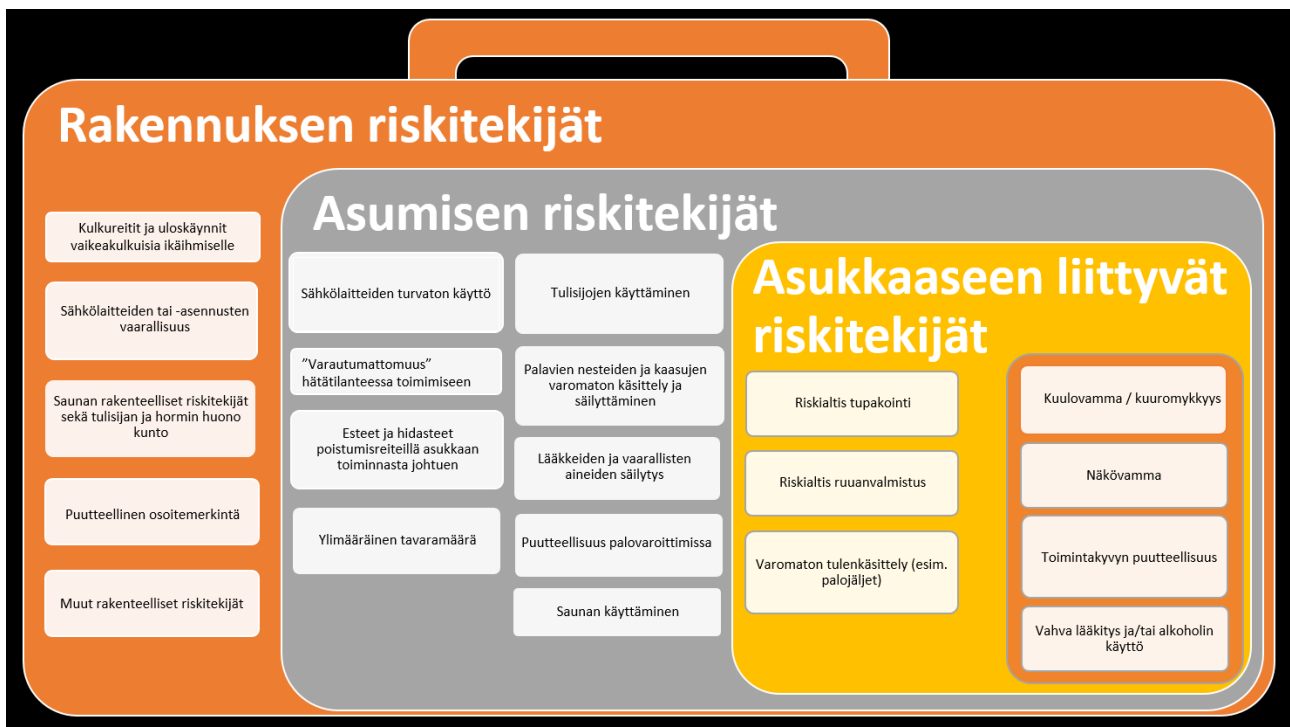 Rakennuksen riskitekijät
Kulkureitit ja uloskäynnit
vaikeakulkuisia ikäihmiselle
Sähkölaitteiden tai -asennusten
vaarallisuus
Saunan rakenteelliset riskitekijät
sekä tulisijan ja hormin huono
kunto
Puutteellinen osoitemerkintä
Muut rakenteelliset riskitekijät
Asumisen riskitekijät
Sähkölaitteiden turvaton käyttö
”Varautumattomuus”
hätätilanteessa toimimiseen
Esteet ja hidasteet
poistumisreiteillä asukkaan
toiminnasta johtuen
Ylimääräinen tavaramäärä
Tulisijojen käyttäminen
Palavien nesteiden ja kaasujen
varomaton käsittely ja
säilyttäminen
Lääkkeiden ja vaarallisten
aineiden säilytys
Puutteellisuus palovaroittimissa
Saunan käyttäminen
Asukkaaseen liittyvät
riskitekijät
Riskialtis tupakointi
Riskialtis ruuanvalmistus
Varomaton tulenkäsittely (esim.
palojäljet)
Kuulovamma / kuuromykkyys
Näkövamma
Toimintakyvyn puutteellisuus
Vahva lääkitys ja/tai alkoholin
käyttö